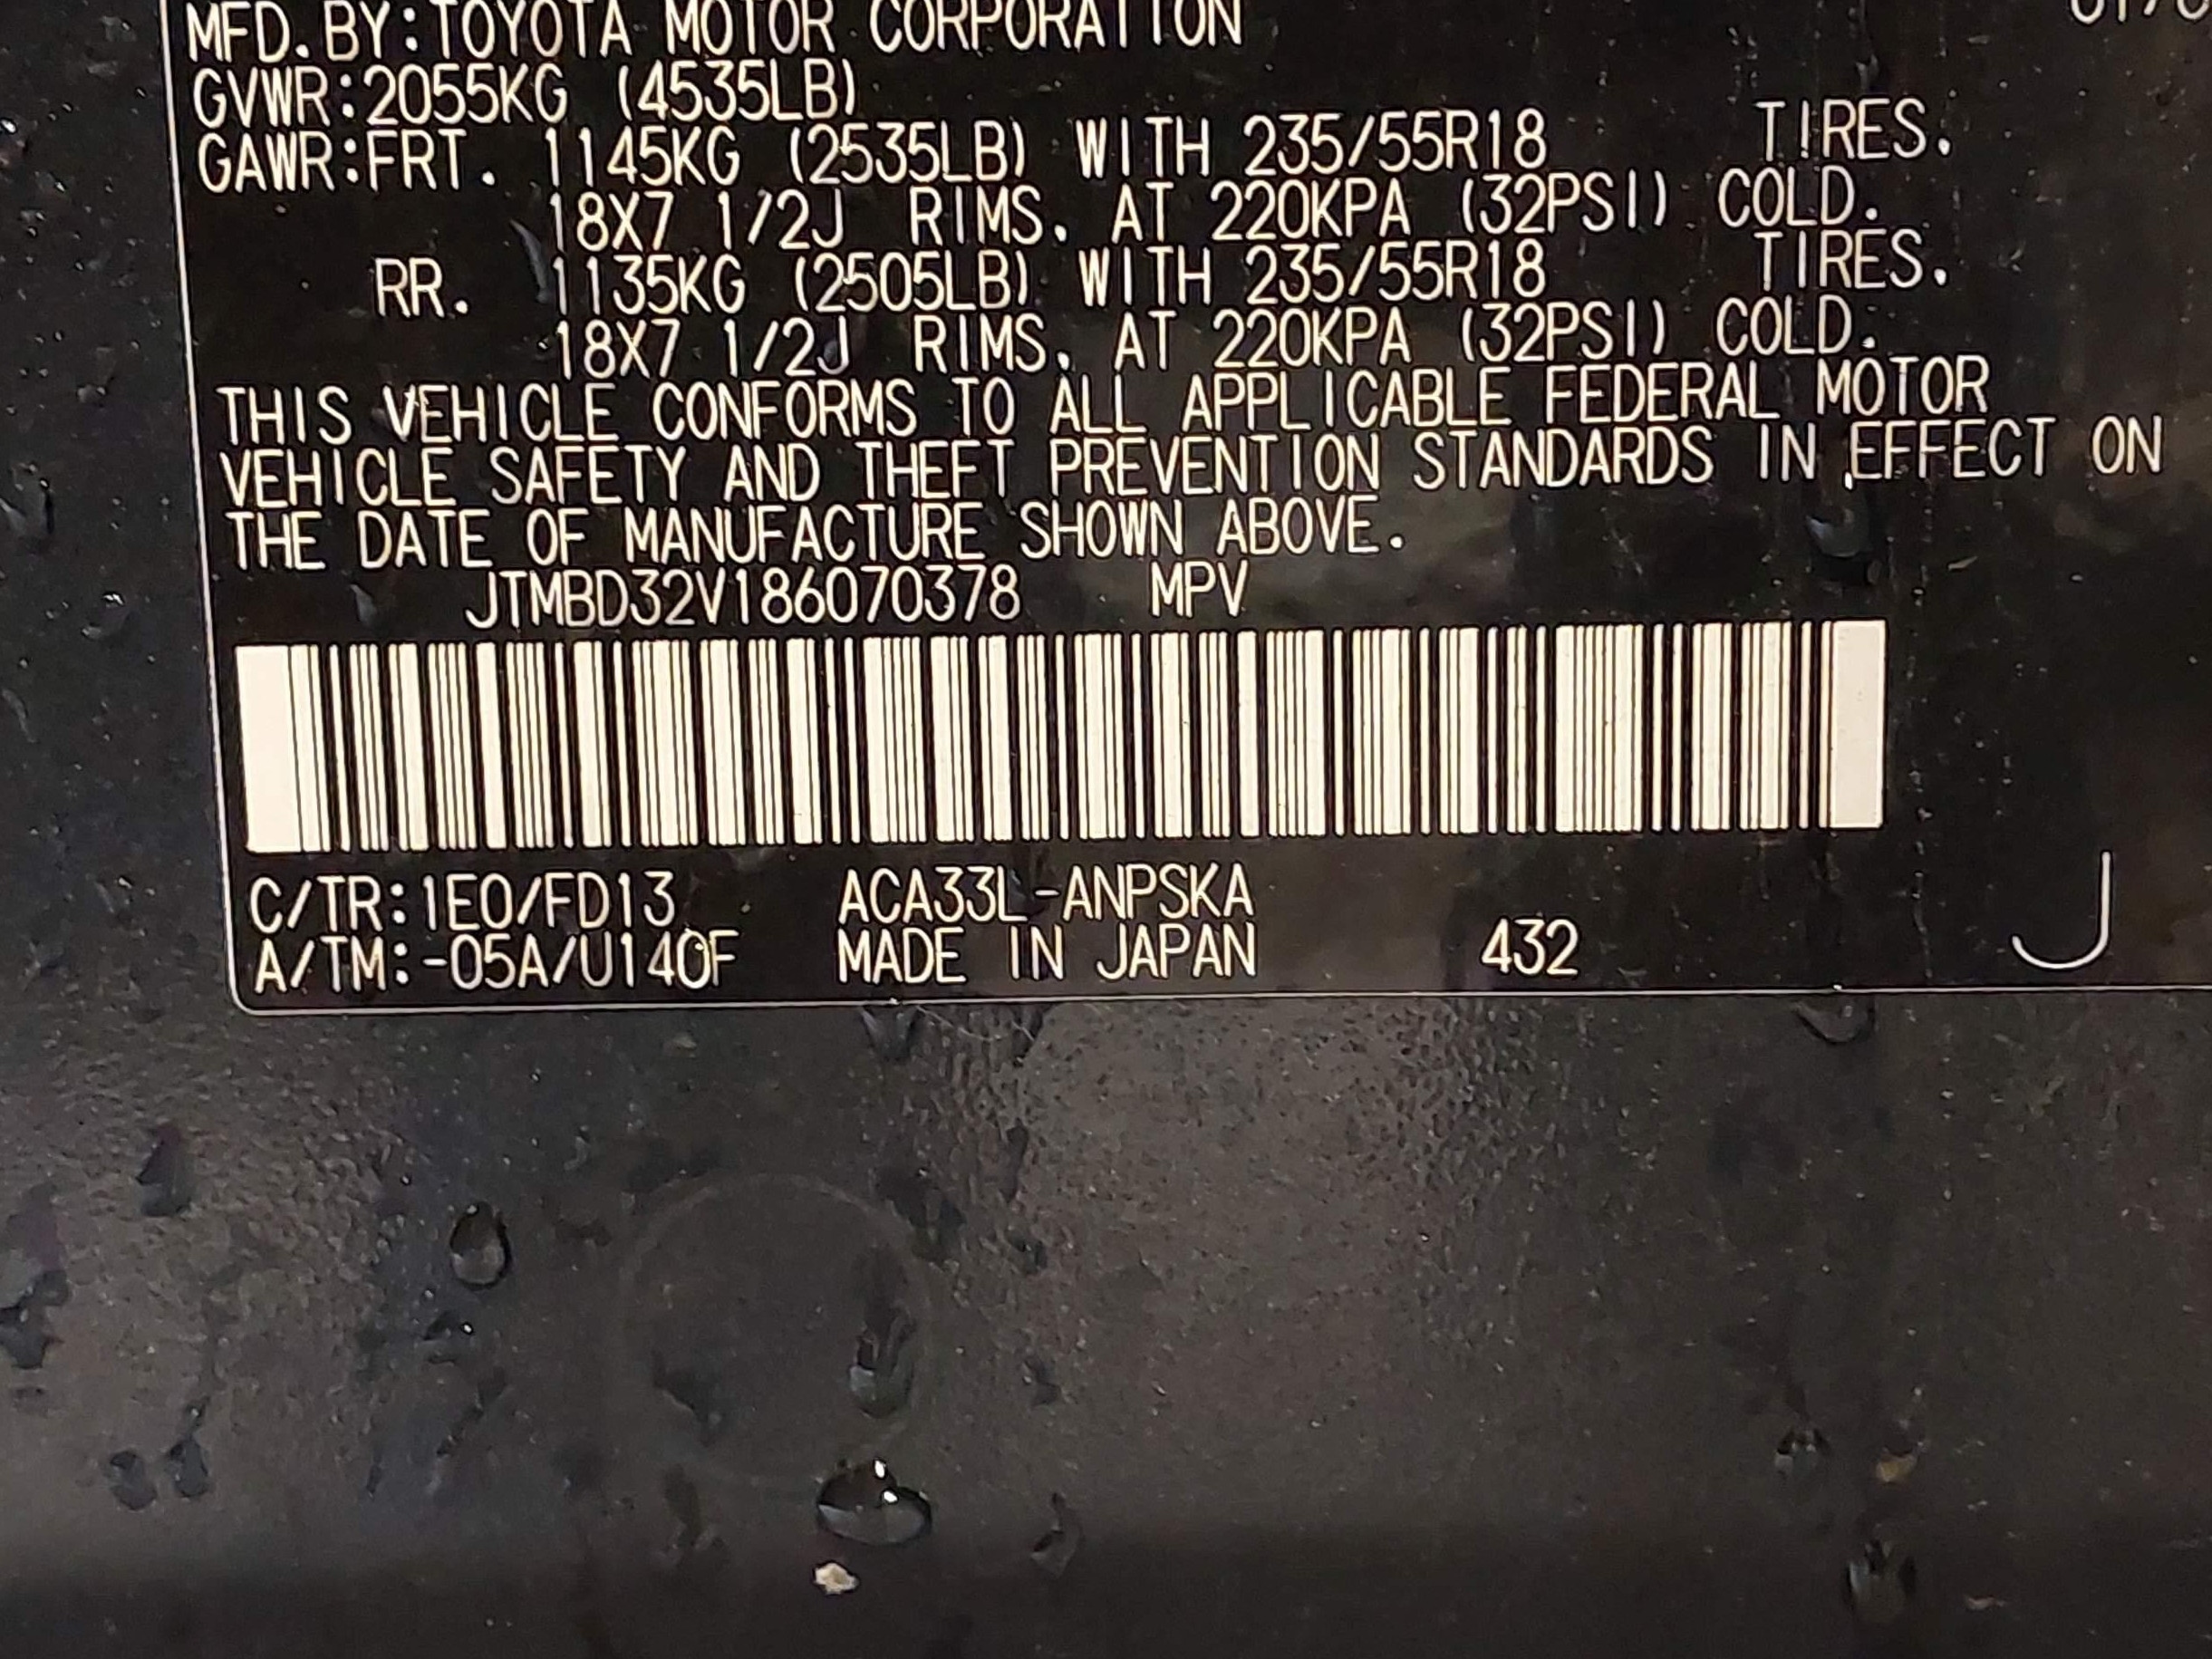 MFD.BY:TOYOTA MOTOR CORPORATION
GVWR:2055KG (4535LB)
GAWR:FRT. 1145KG (2535LB) WITH 235/55R18 TIRES.
18X7 1/2J RIMS. AT 220KPA (32PSI) COLD.
RR. 1135KG (2505LB) WITH 235/55R18 TIRES.
18X7 1/2J RIMS. AT 220KPA (32PSI) COLD.
THIS VEHICLE CONFORMS TO ALL APPLICABLE FEDERAL MOTOR
VEHICLE SAFETY AND THEFT PREVENTION STANDARDS IN EFFECT ON
THE DATE OF MANUFACTURE SHOWN ABOVE.
JTMBD32V186070378 MPV
C/TR:1E0/FD13 ACA33L-ANPSKA
A/TM:-05A/U140F MADE IN JAPAN 432 J